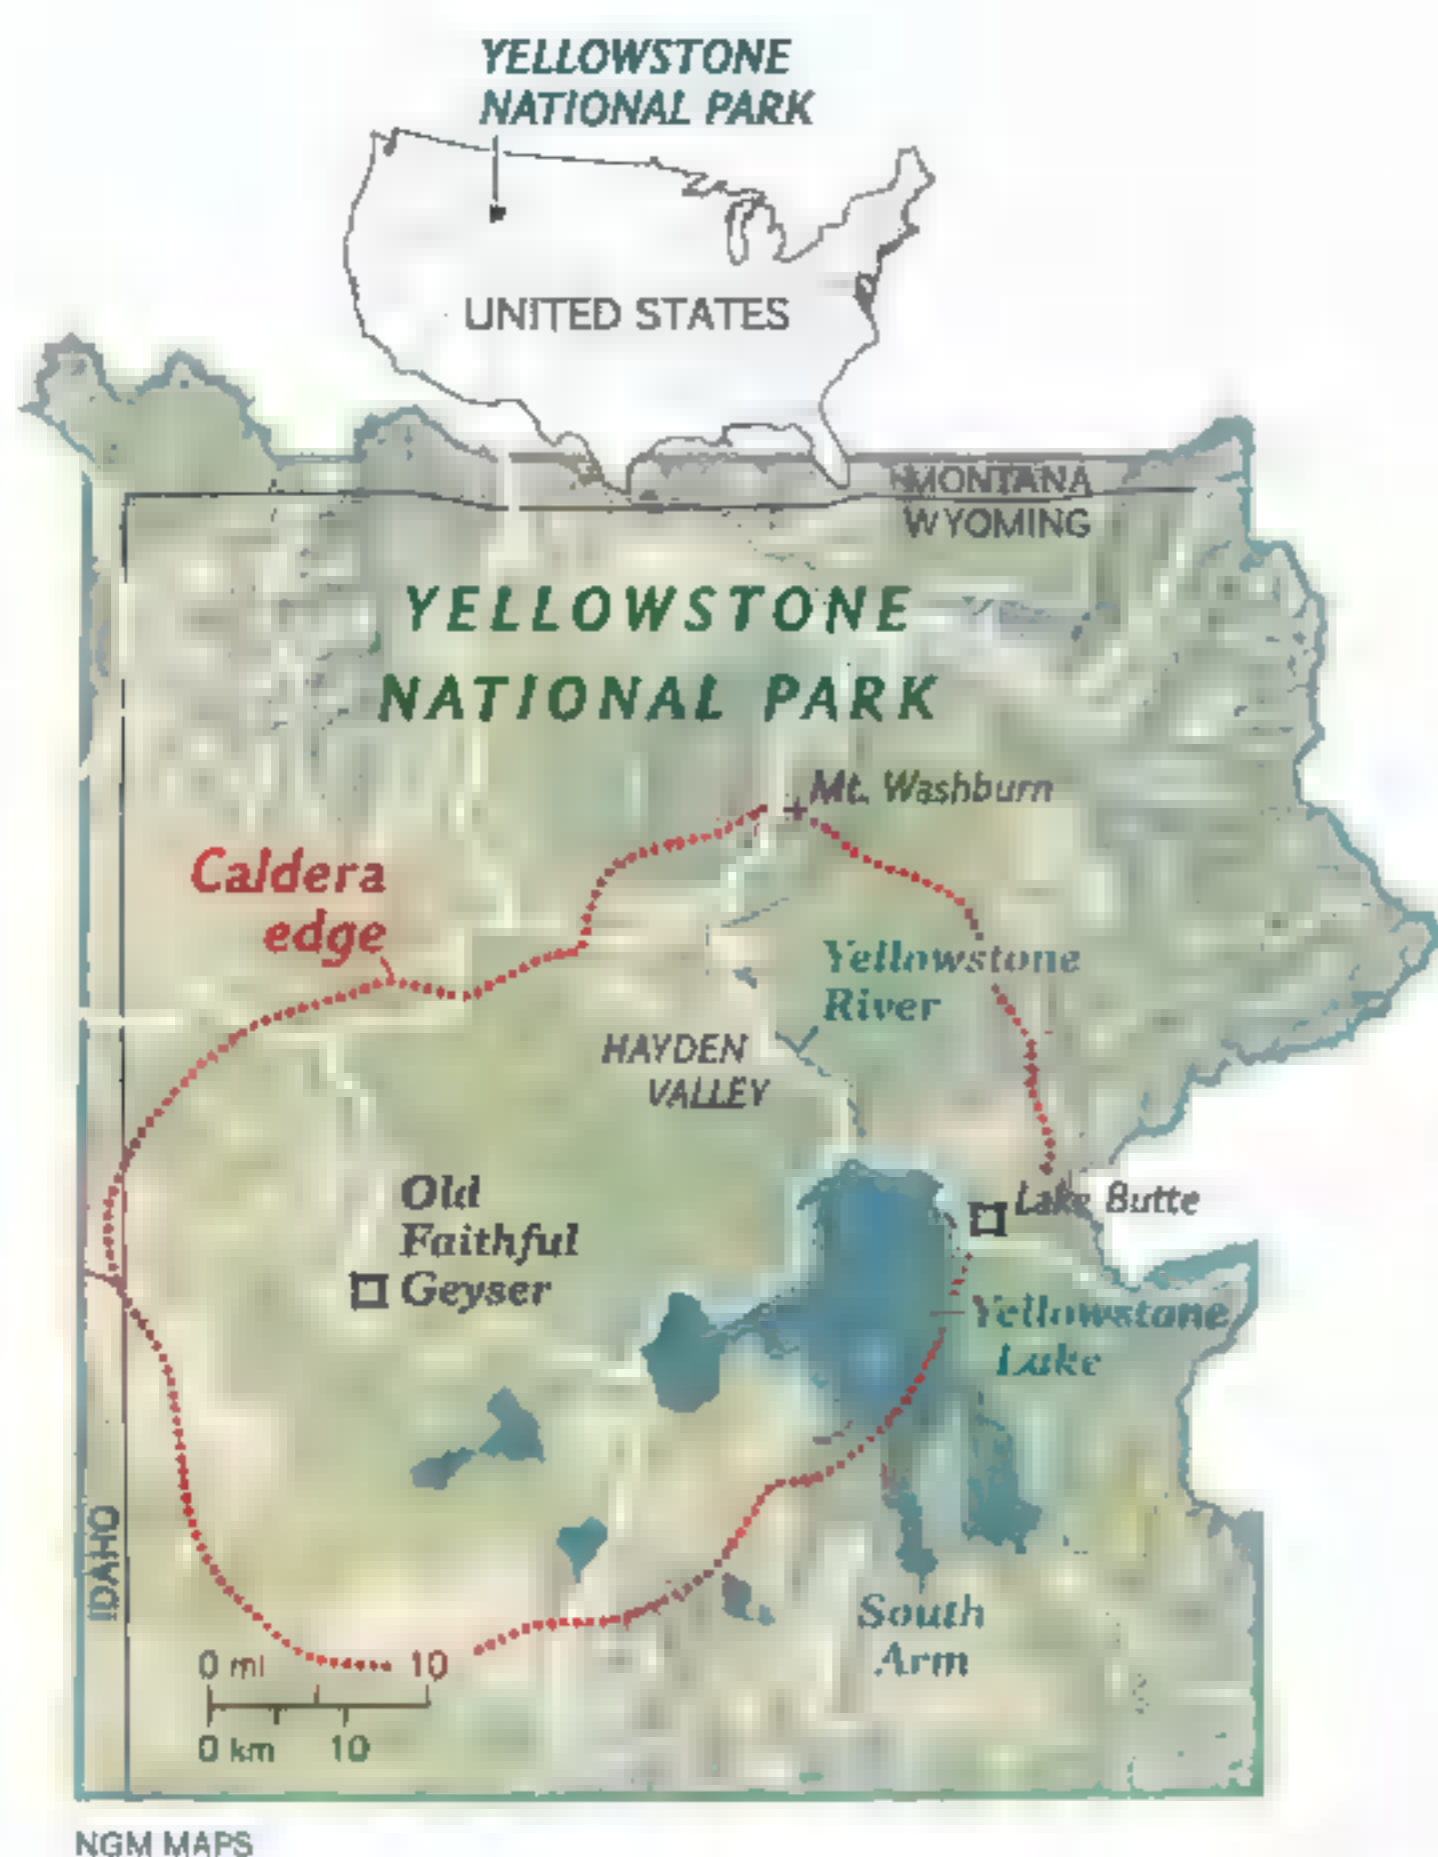 YELLOWSTONE
NATIONAL PARK
UNITED STATES
MONTANA
WYOMING
YELLOWSTONE
NATIONAL PARK
Mt. Washburn
Caldera
edge
Yellowstone
River
HAYDEN
VALLEY
Old
Faithful
Geyser
Lake Butte
Yellowstone
Lake
IDAHO
South
Arm
0 mi 10
0 km 10
NGM MAPS